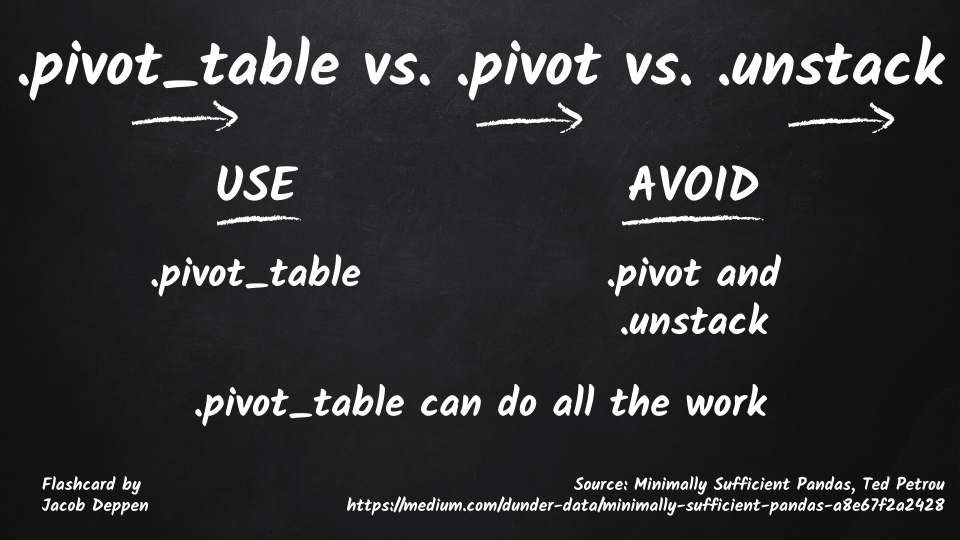 .pivot_table vs. .pivot vs. .unstack
USE
AVOID
.pivot_table
.pivot and
.unstack
.pivot_table can do all the work
Flashcard by
Jacob Deppen
Source: Minimally Sufficient Pandas, Ted Petrou
https://medium.com/dunder-data/minimally-sufficient-pandas-a8e67f2a2428